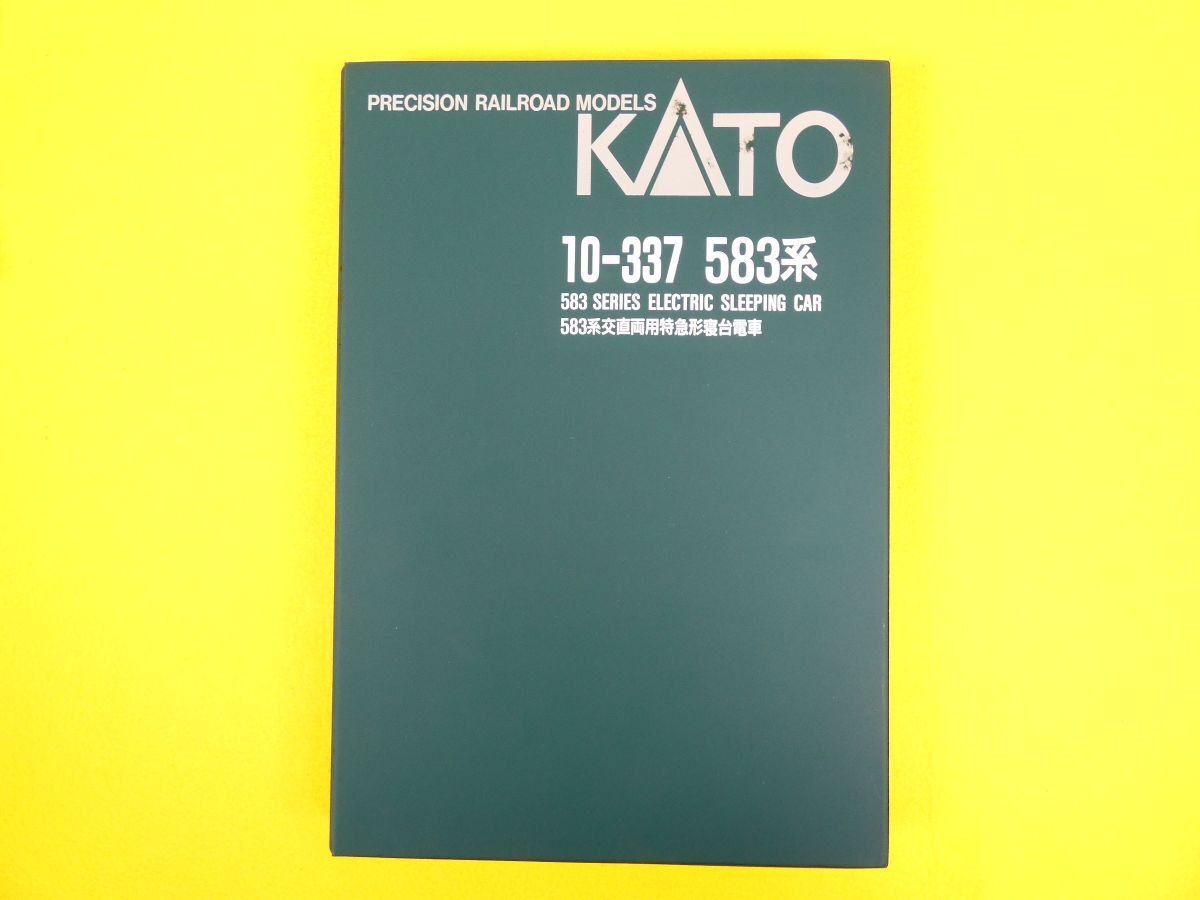 PRECISION RAILROAD MODELS
KATO
10-337 583系
583 SERIES ELECTRIC SLEEPING CAR
583系交直両用特急形寝台電車